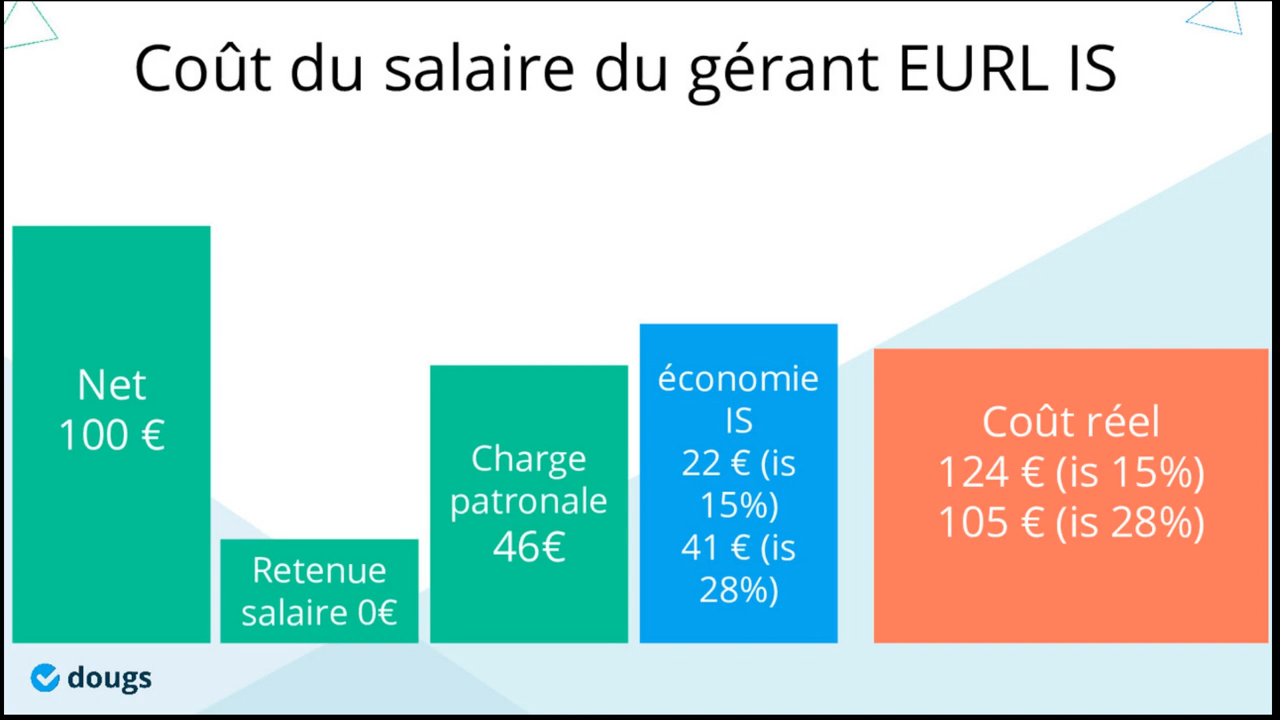 Coût du salaire du gérant EURL IS
Net
100 €
Retenue
salaire 0€
Charge
patronale
46€
économie
IS
22 € (is
15%)
41 € (is
28%)
Coût réel
124 € (is 15%)
105 € (is 28%)
dougs